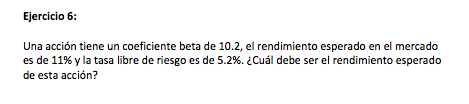 Ejercicio 6:
Una acción tiene un coeficiente beta de 10.2, el rendimiento esperado en el mercado
es de 11% y la tasa libre de riesgo es de 5.2%. ¿Cuál debe ser el rendimiento esperado
de esta acción?